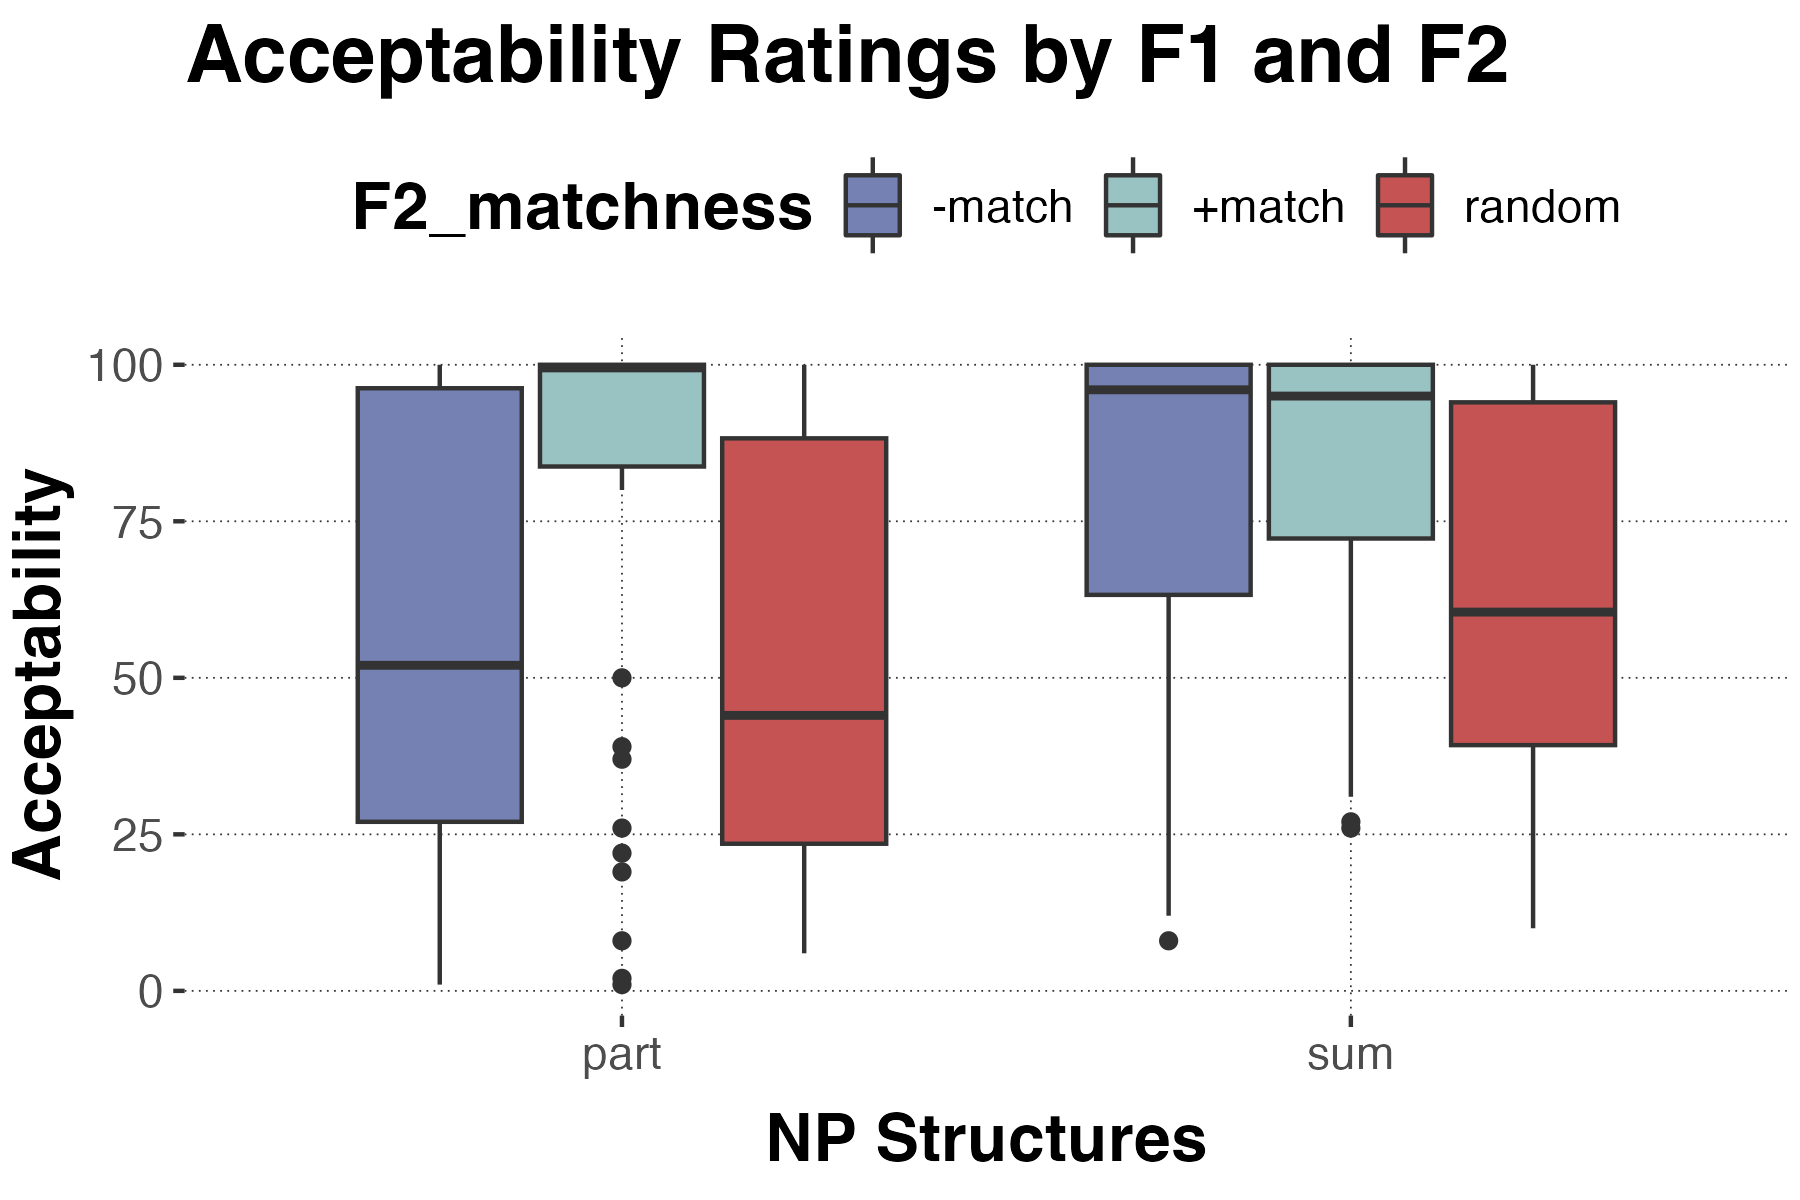 Acceptability Ratings by F1 and F2
F2_matchness -match +match random
Acceptability
100
75
50
25
0
part sum
NP Structures